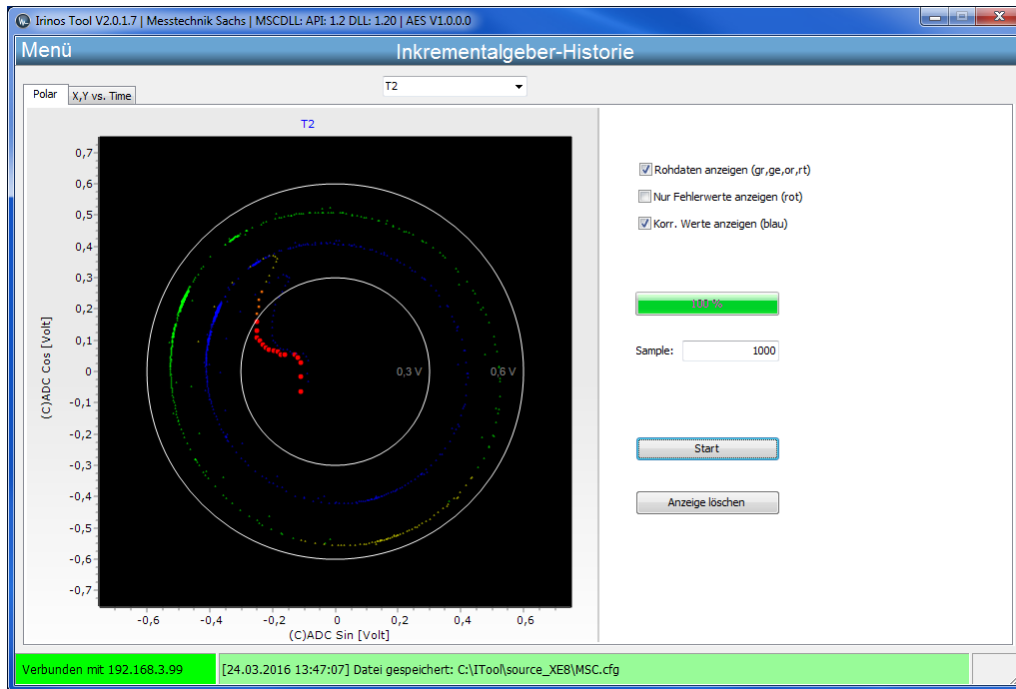 Irinos Tool V2.0.1.7 | Messtechnik Sachs | MSCDLL: API: 1.2 DLL: 1.20 | AES V1.0.0.0
Menü
Inkrementalgeber-Historie
T2
Polar
X,Y vs. Time
T2
0,7
0,6
0,5
0,4
0,3
0,2
0,1
0
-0,1
-0,2
-0,3
-0,4
-0,5
-0,6
-0,7
(C)ADC Cos [Volt]
0,3 V
0,6 V
-0,6
-0,4
-0,2
0
0,2
0,4
0,6
(C)ADC Sin [Volt]
Rohdaten anzeigen (gr,ge,or,rt)
Nur Fehlerwerte anzeigen (rot)
Korr. Werte anzeigen (blau)
100 %
Sample:
1000
Start
Anzeige löschen
Verbunden mit 192.168.3.99
[24.03.2016 13:47:07] Datei gespeichert: C:\ITool\source_XE8\MSC.cfg